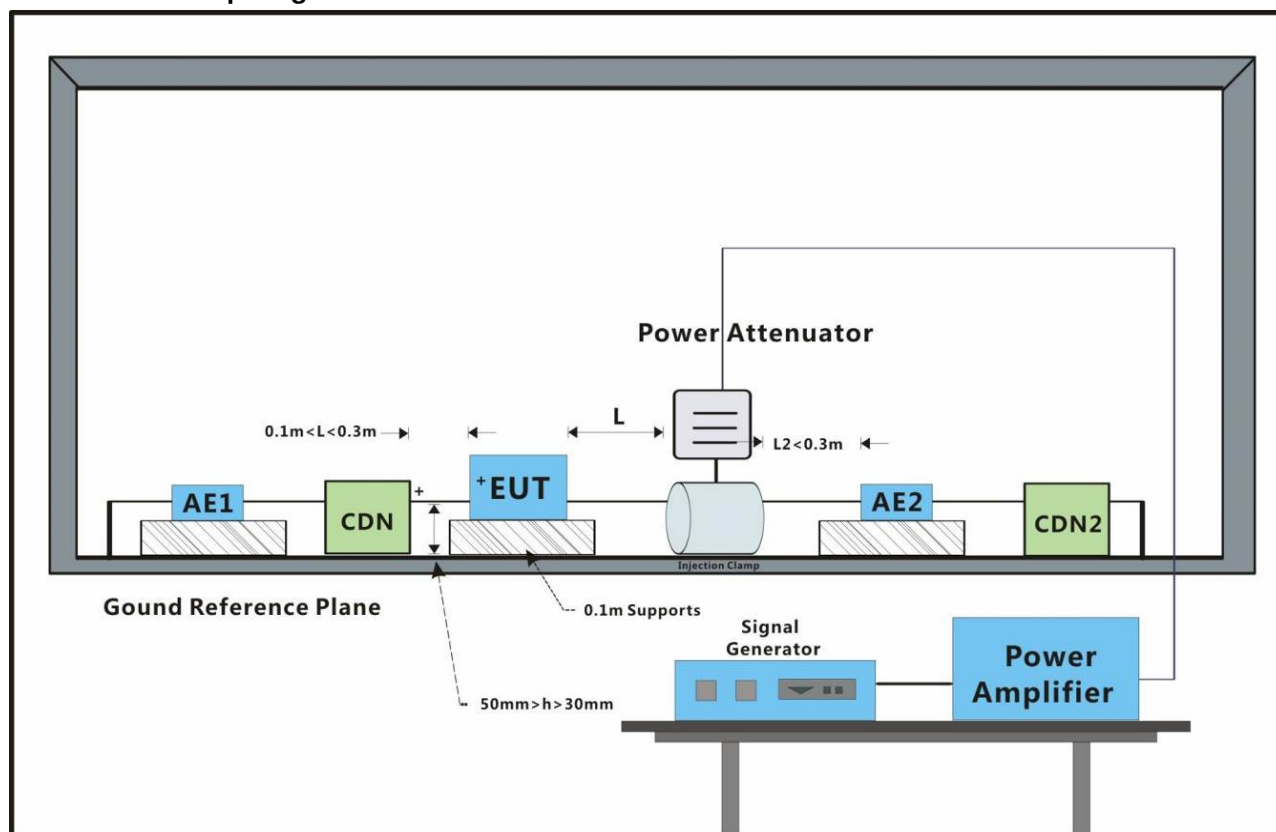 Power Attenuator
0.1m<L<0.3m
L
L2<0.3m
AE1
CDN
+
+EUT
AE2
CDN2
Injection Clamp
Gound Reference Plane
0.1m Supports
50mm>h>30mm
Signal
Generator
Power
Amplifier